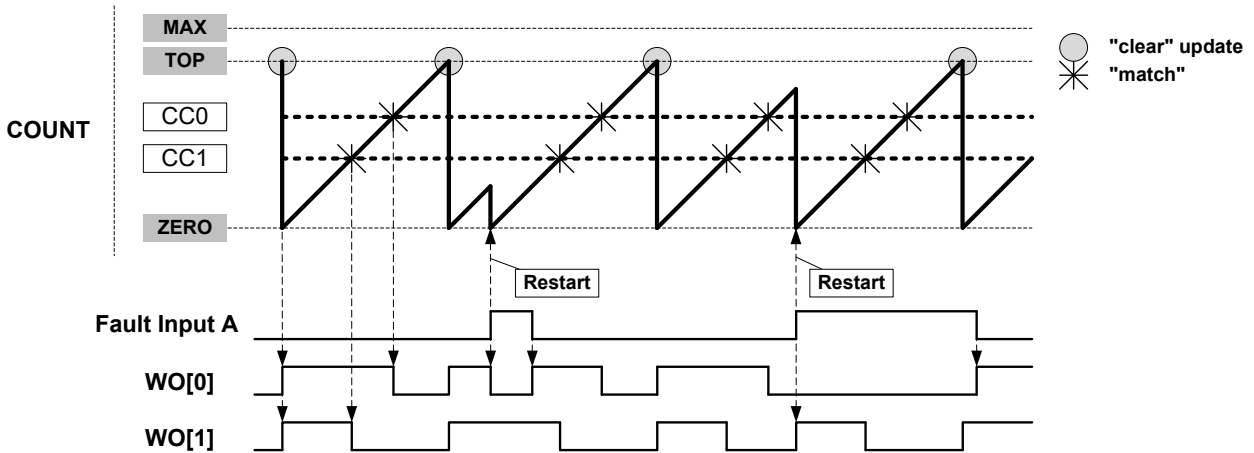 MAX
"clear" update
TOP
"match"
CC0
COUNT
CC1
ZERO
Restart
Restart
Fault Input A
WO[0]
WO[1]